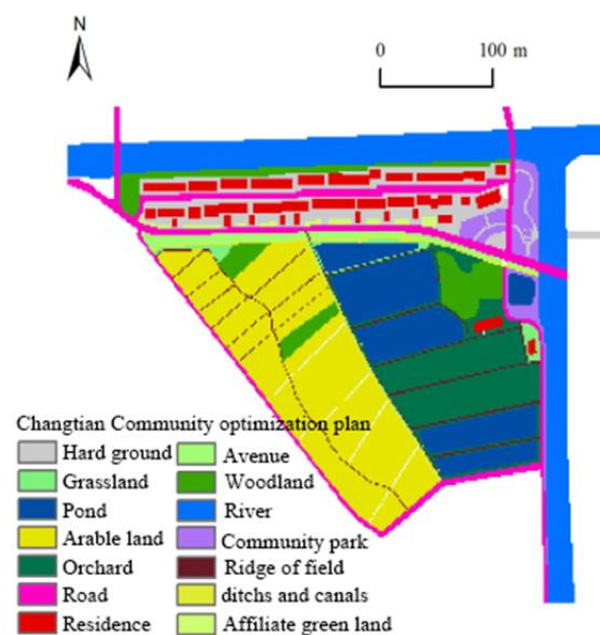 N
0 100 m
Changtian Community optimization plan
Hard ground Avenue
Grassland Woodland
Pond River
Arable land Community park
Orchard Ridge of field
Road ditchs and canals
Residence Affiliate green land